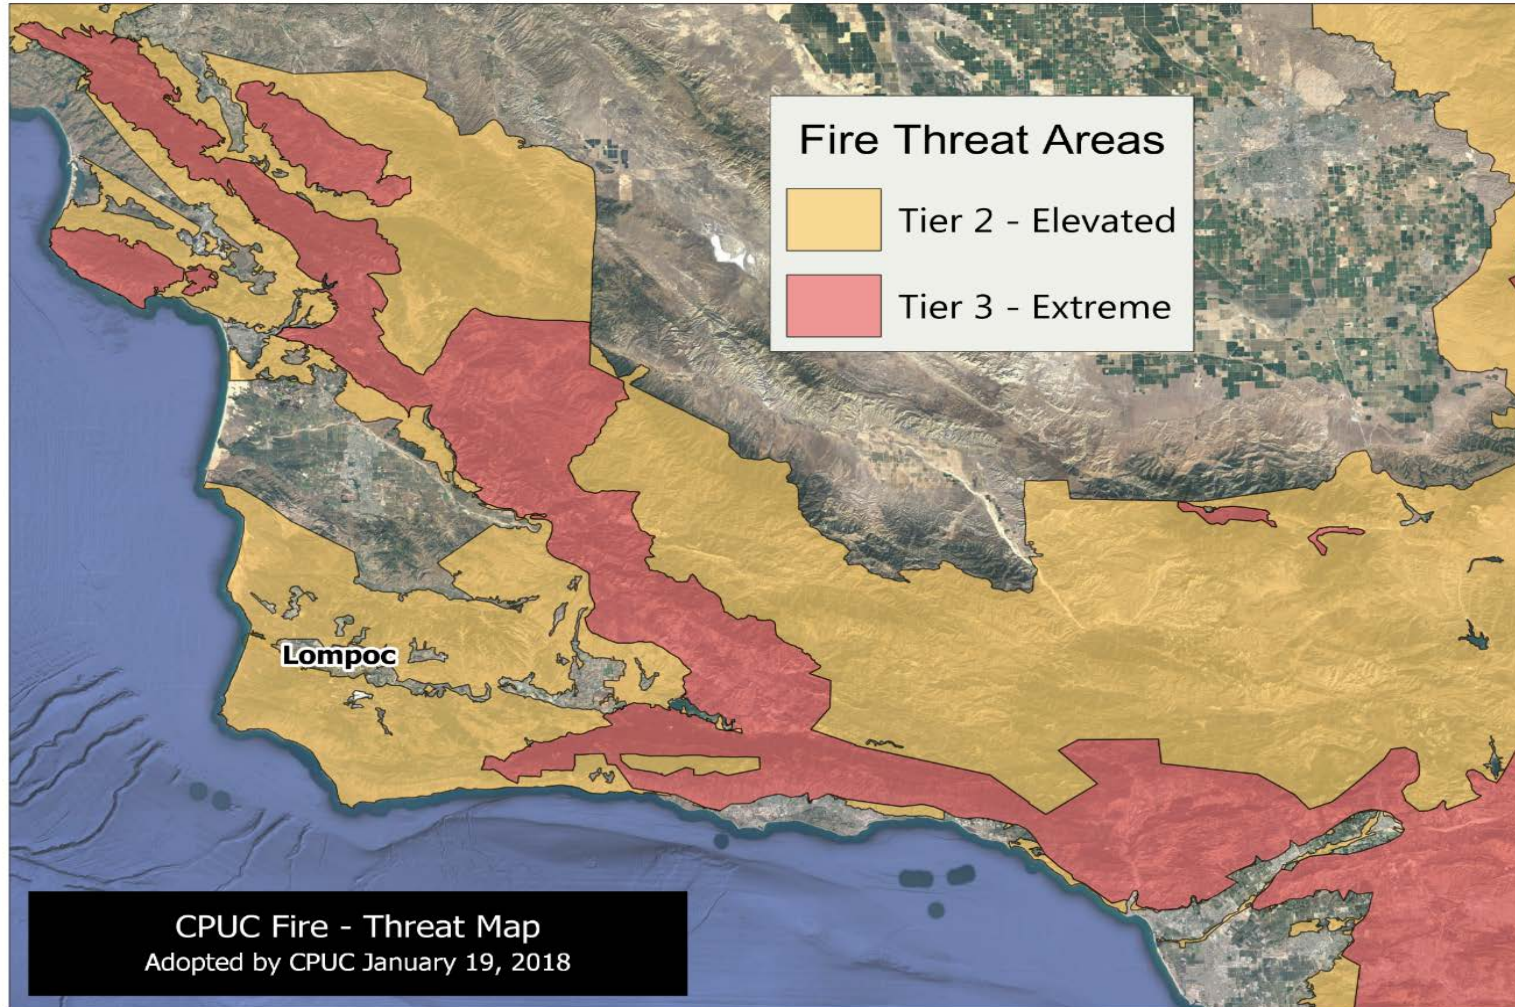 Fire Threat Areas
Tier 2 - Elevated
Tier 3 - Extreme
Lompoc
CPUC Fire - Threat Map
Adopted by CPUC January 19, 2018